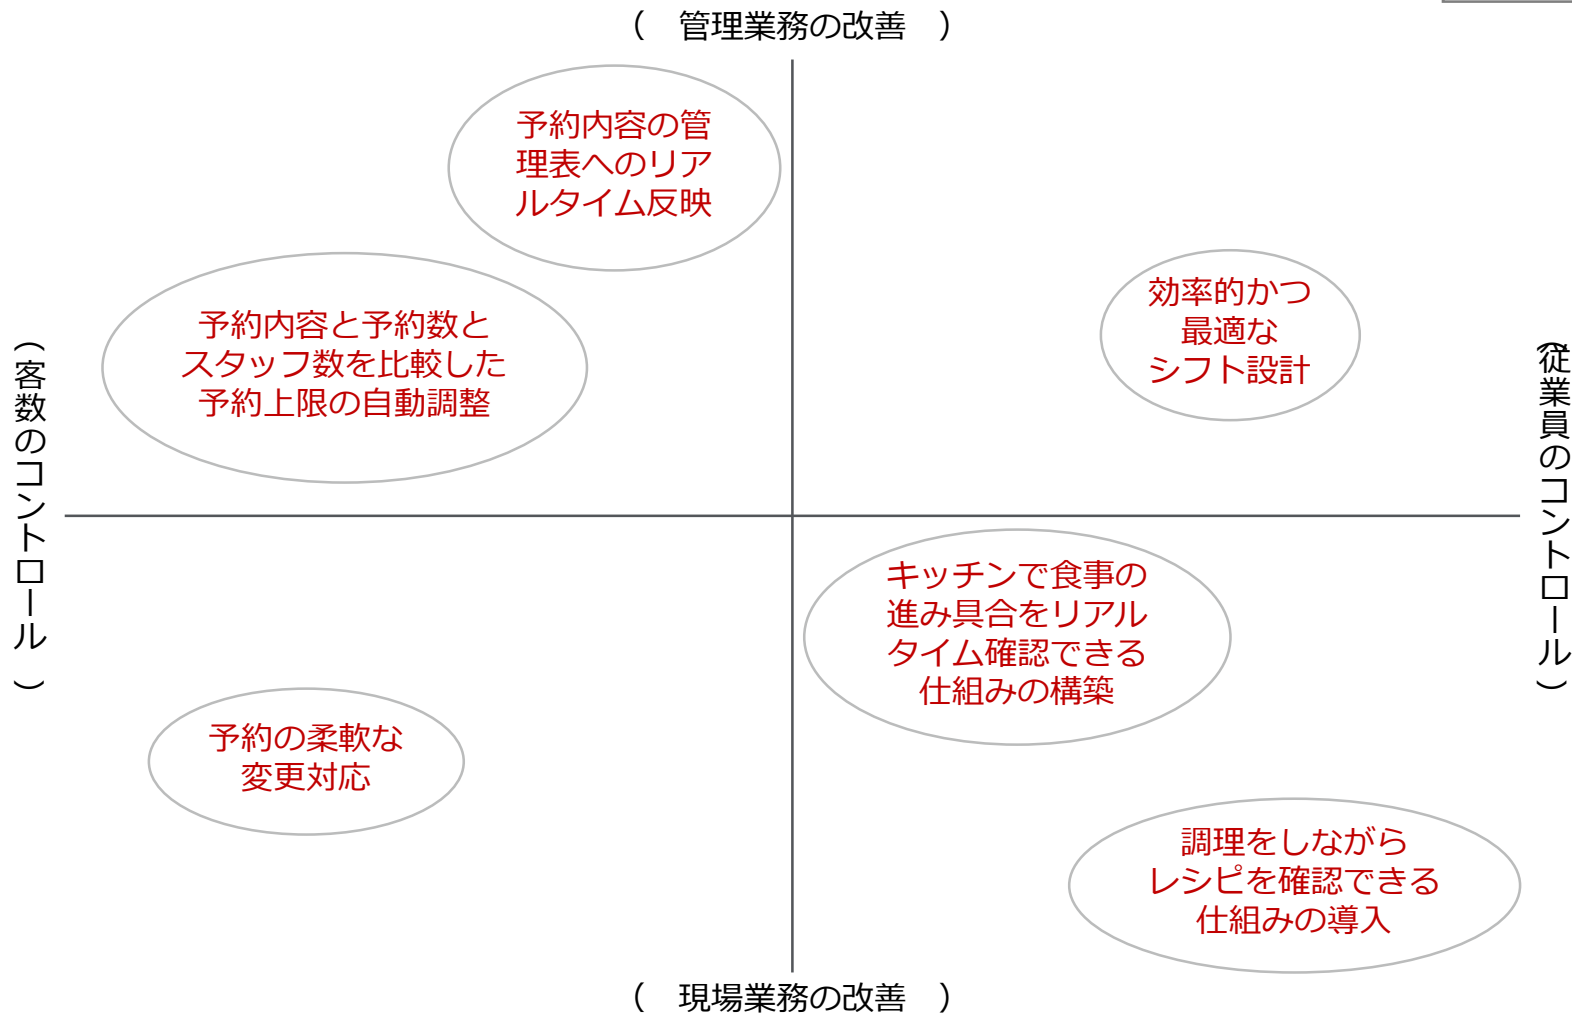 （　管理業務の改善　）
予約内容の管
理表へのリア
ルタイム反映
予約内容と予約数と
スタッフ数を比較した
予約上限の自動調整
効率的かつ
最適な
シフト設計
（客数のコントロール　）
（従業員のコントロール）
キッチンで食事の
進み具合をリアル
タイム確認できる
仕組みの構築
予約の柔軟な
変更対応
調理をしながら
レシピを確認できる
仕組みの導入
（　現場業務の改善　）